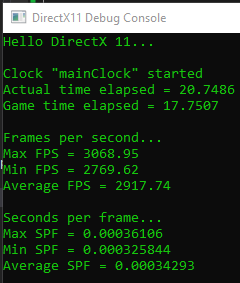 DirectX11 Debug Console
Hello DirectX 11...
Clock "mainClock" started
Actual time elapsed = 20.7486
Game time elapsed = 17.7507
Frames per second...
Max FPS = 3068.95
Min FPS = 2769.62
Average FPS = 2917.74
Seconds per frame...
Max SPF = 0.00036106
Min SPF = 0.000325844
Average SPF = 0.00034293